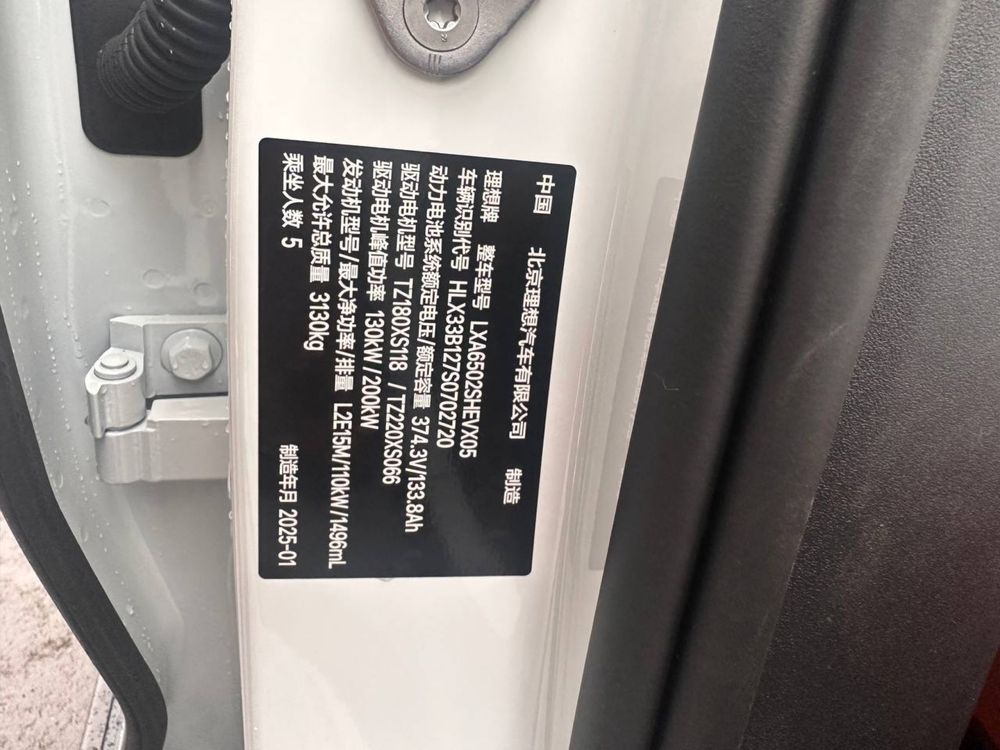 中国 北京理想汽车有限公司 制造
理想牌 整车型号 LXA6502SHEVX05
车辆识别代号 HLX33B127S0702720
动力电池系统额定电压/额定容量 374.3V/133.8Ah
驱动电机型号 TZ180XS118 /TZ220XS066
驱动电机峰值功率 130kW/200kW
发动机型号/最大净功率/排量 L2E15M/110kW/1496mL
最大允许总质量 3130kg
乘坐人数 5 制造年月 2025-01